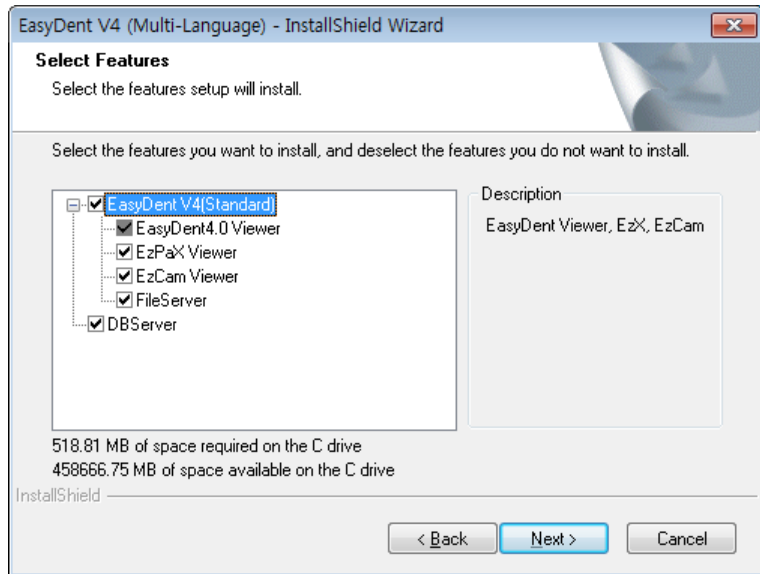 EasyDent V4 (Multi-Language) - InstallShield Wizard
Select Features
Select the features setup will install.
Select the features you want to install, and deselect the features you do not want to install.
EasyDent V4(Standard)
EasyDent4.0 Viewer
EzPaX Viewer
EzCam Viewer
FileServer
DBServer
Description
EasyDent Viewer, EzX, EzCam
518.81 MB of space required on the C drive
458666.75 MB of space available on the C drive
InstallShield
< Back Next > Cancel